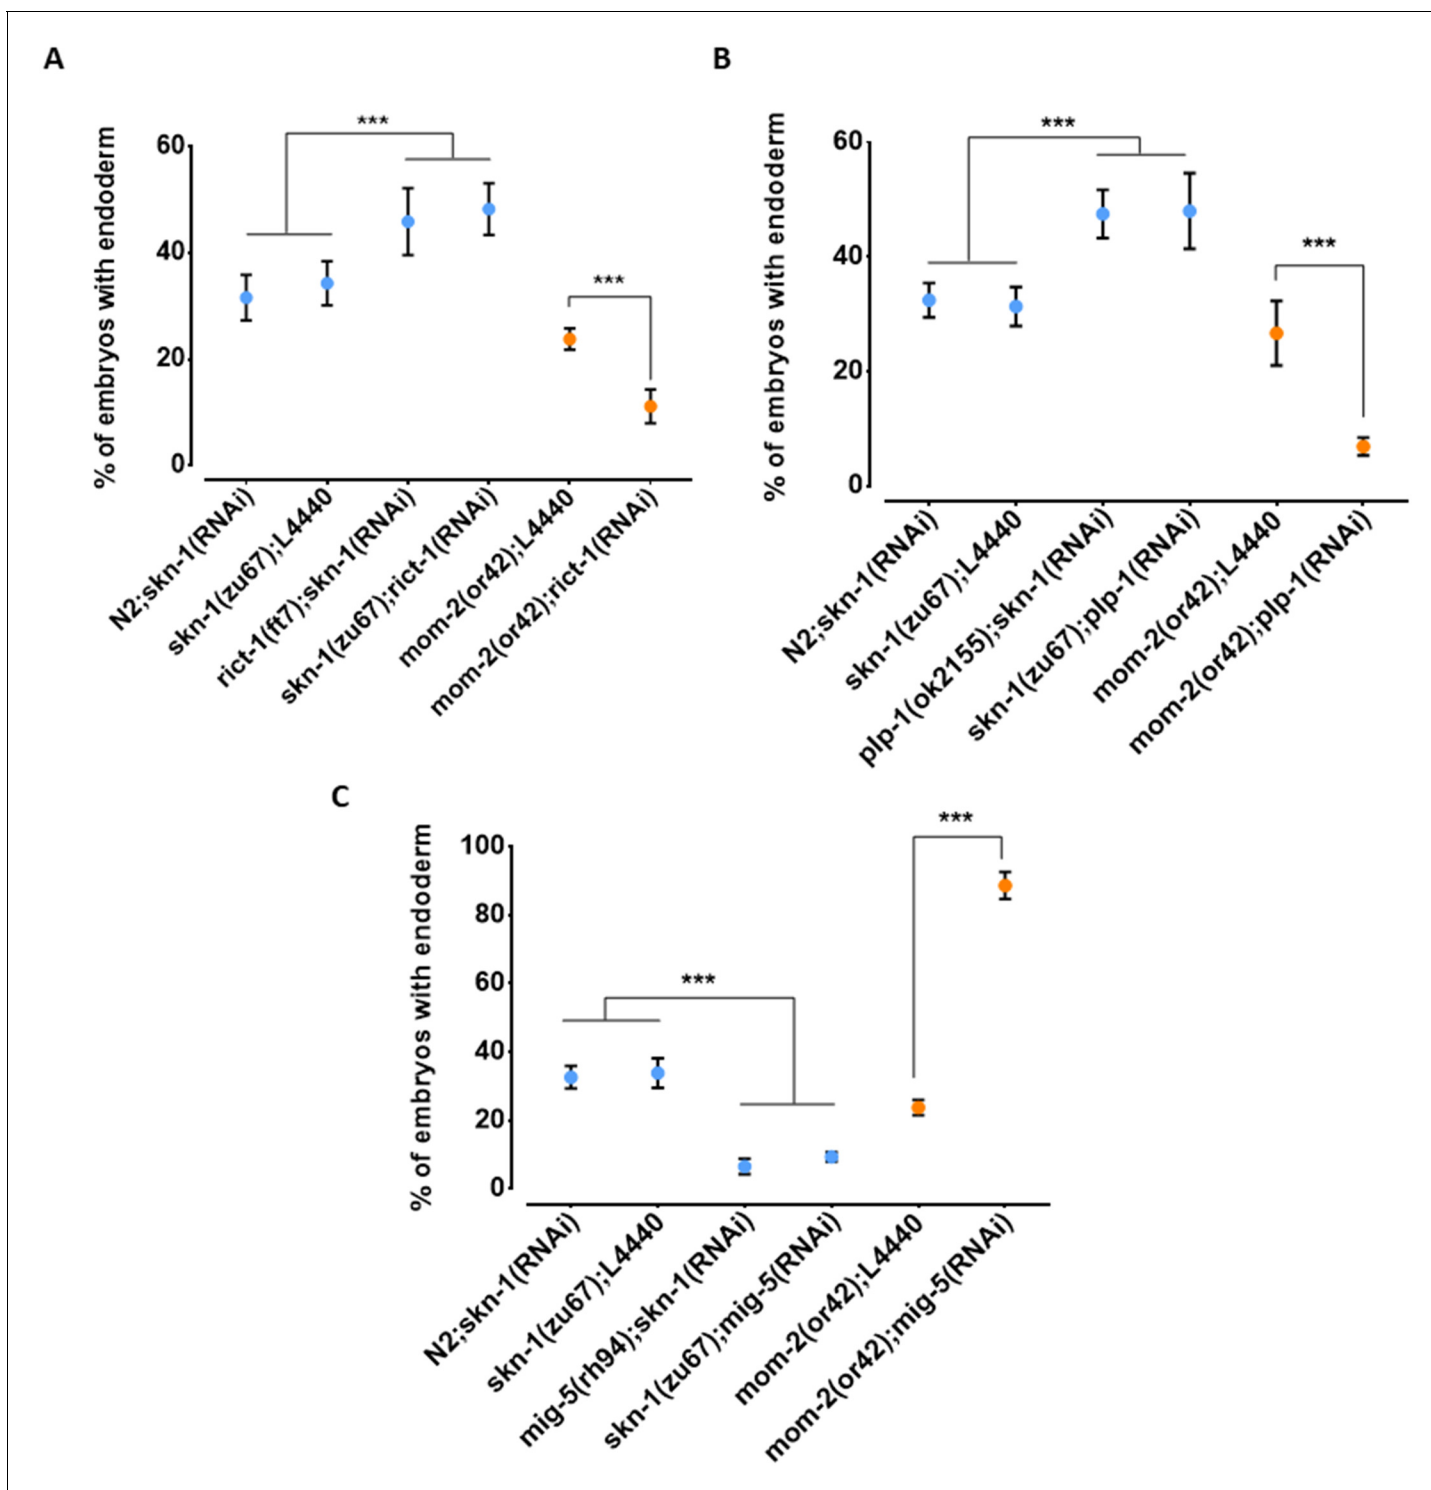 A
% of embryos with endoderm
60
40
20
0
***
***
N2;skn-1(RNAi)
skn-1(zu67);L4440
rict-1(ft7);skn-1(RNAi)
skn-1(zu67);rict-1(RNAi)
mom-2(or42);L4440
mom-2(or42);rict-1(RNAi)
B
% of embryos with endoderm
60
40
20
0
***
***
N2;skn-1(RNAi)
skn-1(zu67);L4440
plp-1(ok2155);skn-1(RNAi)
skn-1(zu67);plp-1(RNAi)
mom-2(or42);L4440
mom-2(or42);plp-1(RNAi)
C
% of embryos with endoderm
100
80
60
40
20
0
***
***
N2;skn-1(RNAi)
skn-1(zu67);L4440
mig-5(rh94);skn-1(RNAi)
skn-1(zu67);mig-5(RNAi)
mom-2(or42);L4440
mom-2(or42);mig-5(RNAi)